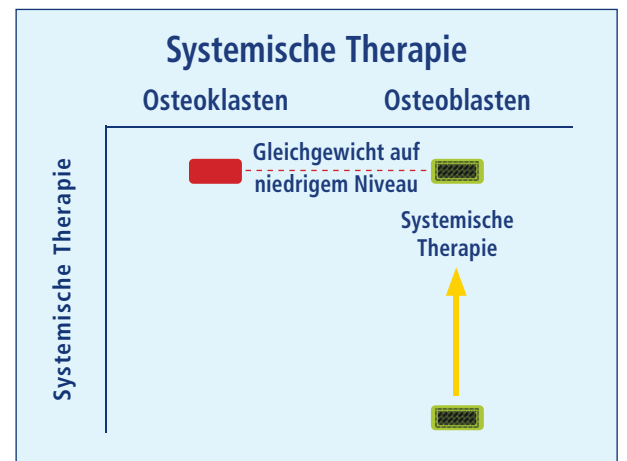 Systemische Therapie
Osteoklasten Osteoblasten
Gleichgewicht auf
niedrigem Niveau
Systemische
Therapie
Systemische Therapie